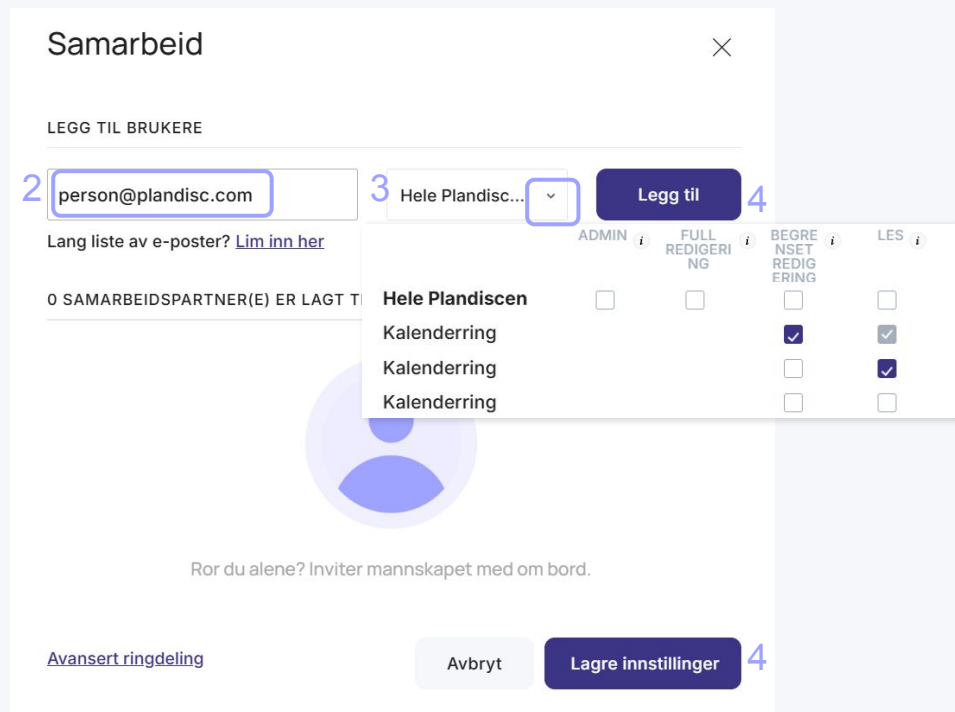 Samarbeid
LEGG TIL BRUKERE
2 person@plandisc.com 3 Hele Plandisc... Legg til 4
Lang liste av e-poster? Lim inn her
ADMIN i FULL REDIGERI NG i BEGRE NSET REDIG ERING i LES i
0 SAMARBEIDSPARTNER(E) ER LAGT T
Hele Plandiscen
Kalenderring
Kalenderring
Kalenderring
Ror du alene? Inviter mannskapet med om bord.
Avansert ringdeling Avbryt Lagre innstillinger 4